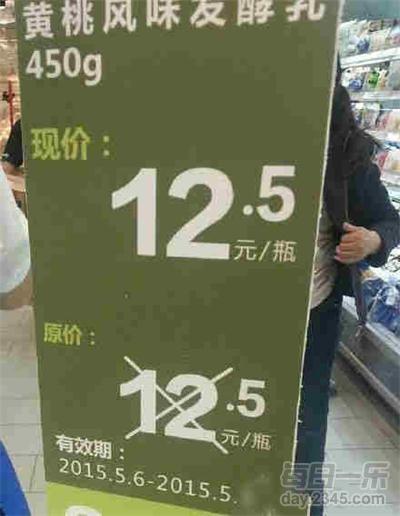 黄桃风味发酵乳
450g
现价：
12.5
元/瓶
原价：
12.5
元/瓶
有效期：
2015.5.6-2015.5.
每日一乐
day.2345.com